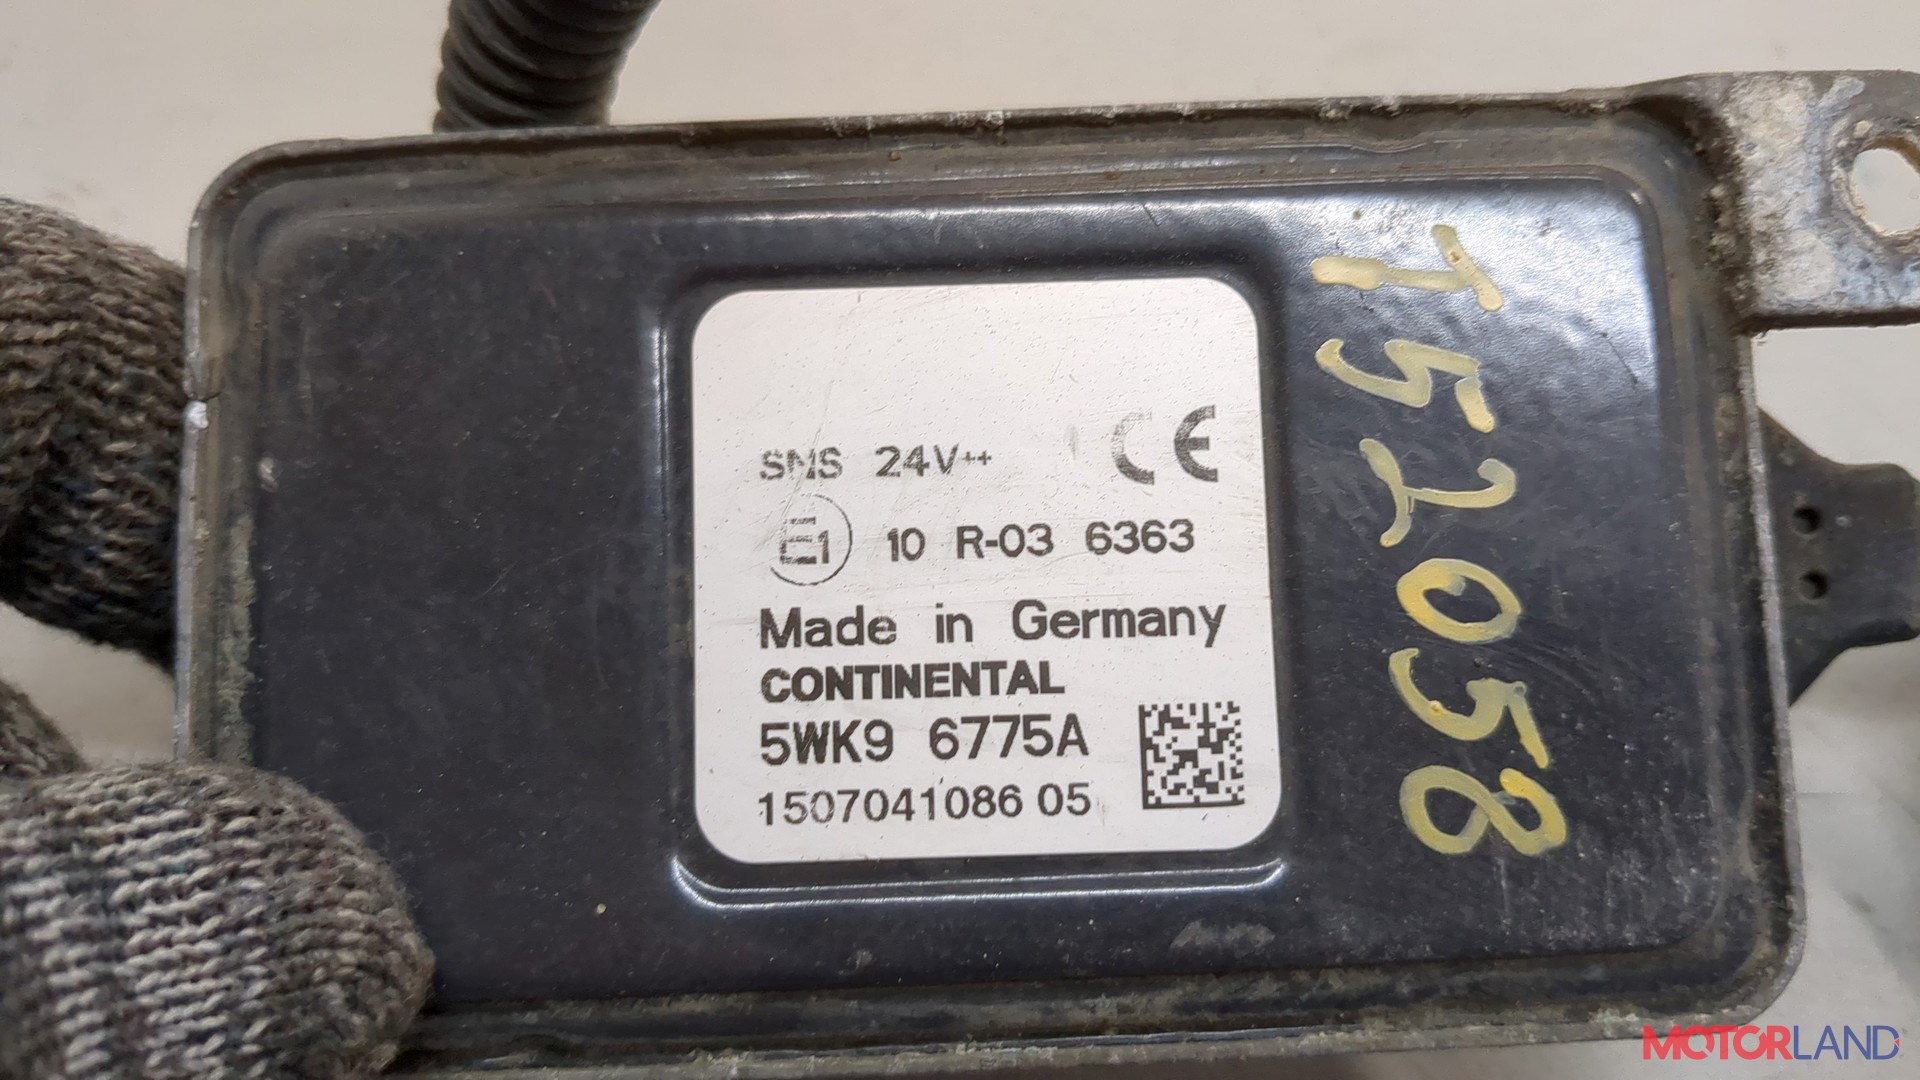 SNS 24V++ CE
E1 10 R-03 6363
Made in Germany
CONTINENTAL
5WK9 6775A
1507041086 05
T52058
MOTORLAND